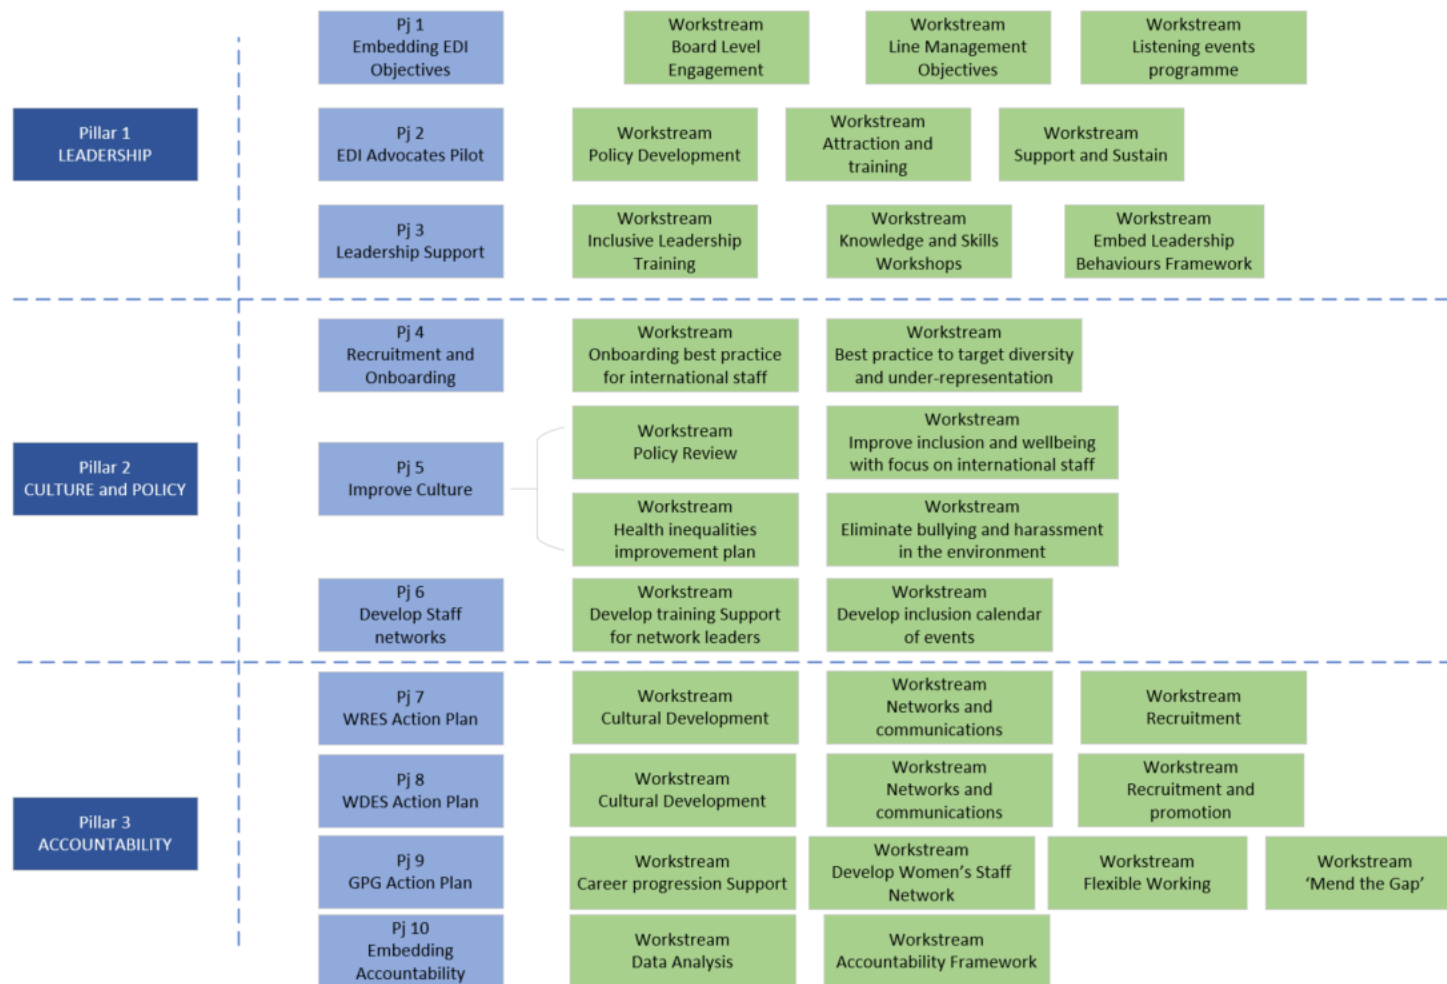 Pj 1
Embedding EDI
Objectives
Workstream
Board Level
Engagement
Workstream
Line Management
Objectives
Workstream
Listening events
programme
Pillar 1
LEADERSHIP
Pj 2
EDI Advocates Pilot
Workstream
Policy Development
Workstream
Attraction and
training
Workstream
Support and Sustain
Pj 3
Leadership Support
Workstream
Inclusive Leadership
Training
Workstream
Knowledge and Skills
Workshops
Workstream
Embed Leadership
Behaviours Framework
Pj 4
Recruitment and
Onboarding
Workstream
Onboarding best practice
for international staff
Workstream
Best practice to target diversity
and under-representation
Pillar 2
CULTURE and POLICY
Pj 5
Improve Culture
Workstream
Policy Review
Workstream
Improve inclusion and wellbeing
with focus on international staff
Workstream
Health inequalities
improvement plan
Workstream
Eliminate bullying and harassment
in the environment
Pj 6
Develop Staff
networks
Workstream
Develop training Support
for network leaders
Workstream
Develop inclusion calendar
of events
Pj 7
WRES Action Plan
Workstream
Cultural Development
Workstream
Networks and
communications
Workstream
Recruitment
Pillar 3
ACCOUNTABILITY
Pj 8
WDES Action Plan
Workstream
Cultural Development
Workstream
Networks and
communications
Workstream
Recruitment and
promotion
Pj 9
GPG Action Plan
Workstream
Career progression Support
Workstream
Develop Women’s Staff
Network
Workstream
Flexible Working
Workstream
‘Mend the Gap’
Pj 10
Embedding
Accountability
Workstream
Data Analysis
Workstream
Accountability Framework